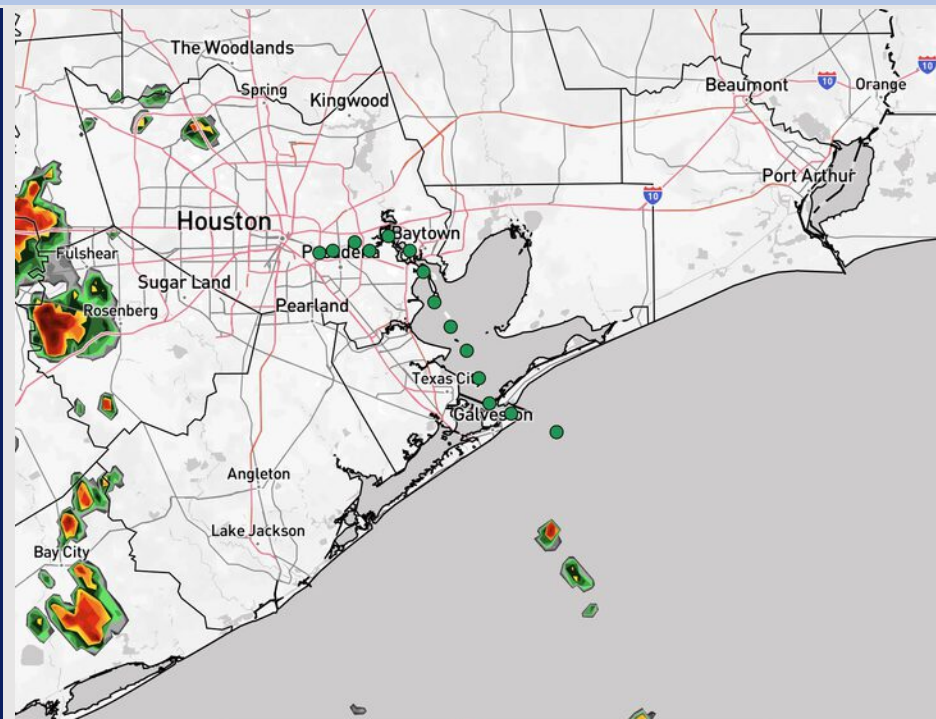 The Woodlands
Spring
Kingwood
Beaumont
10
Orange
10
Port Arthur
10
Houston
Baytown
Fulshear
Sugar Land
Rosenberg
Pearland
Texas City
Galveston
Angleton
Lake Jackson
Bay City